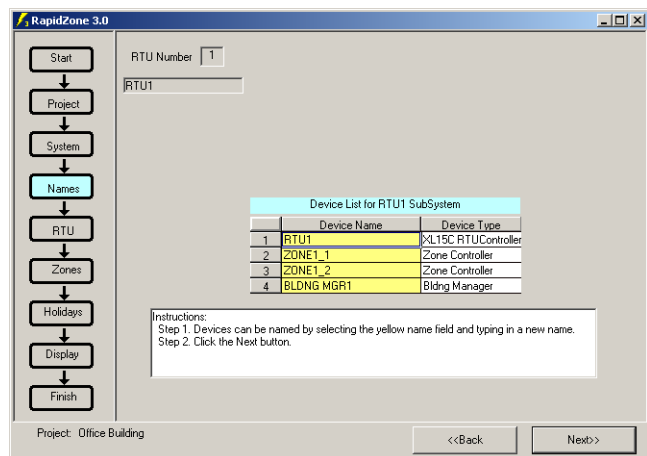 RapidZone 3.0
Start
Project
System
Names
RTU
Zones
Holidays
Display
Finish
RTU Number 1
RTU1
Device List for RTU1 SubSystem
Device Name Device Type
1 RTU1 XL15C RTUController
2 ZONE1_1 Zone Controller
3 ZONE1_2 Zone Controller
4 BLDNG MGR1 Bldng Manager
Instructions:
Step 1. Devices can be named by selecting the yellow name field and typing in a new name.
Step 2. Click the Next button.
Project: Office Building
<<Back Next>>